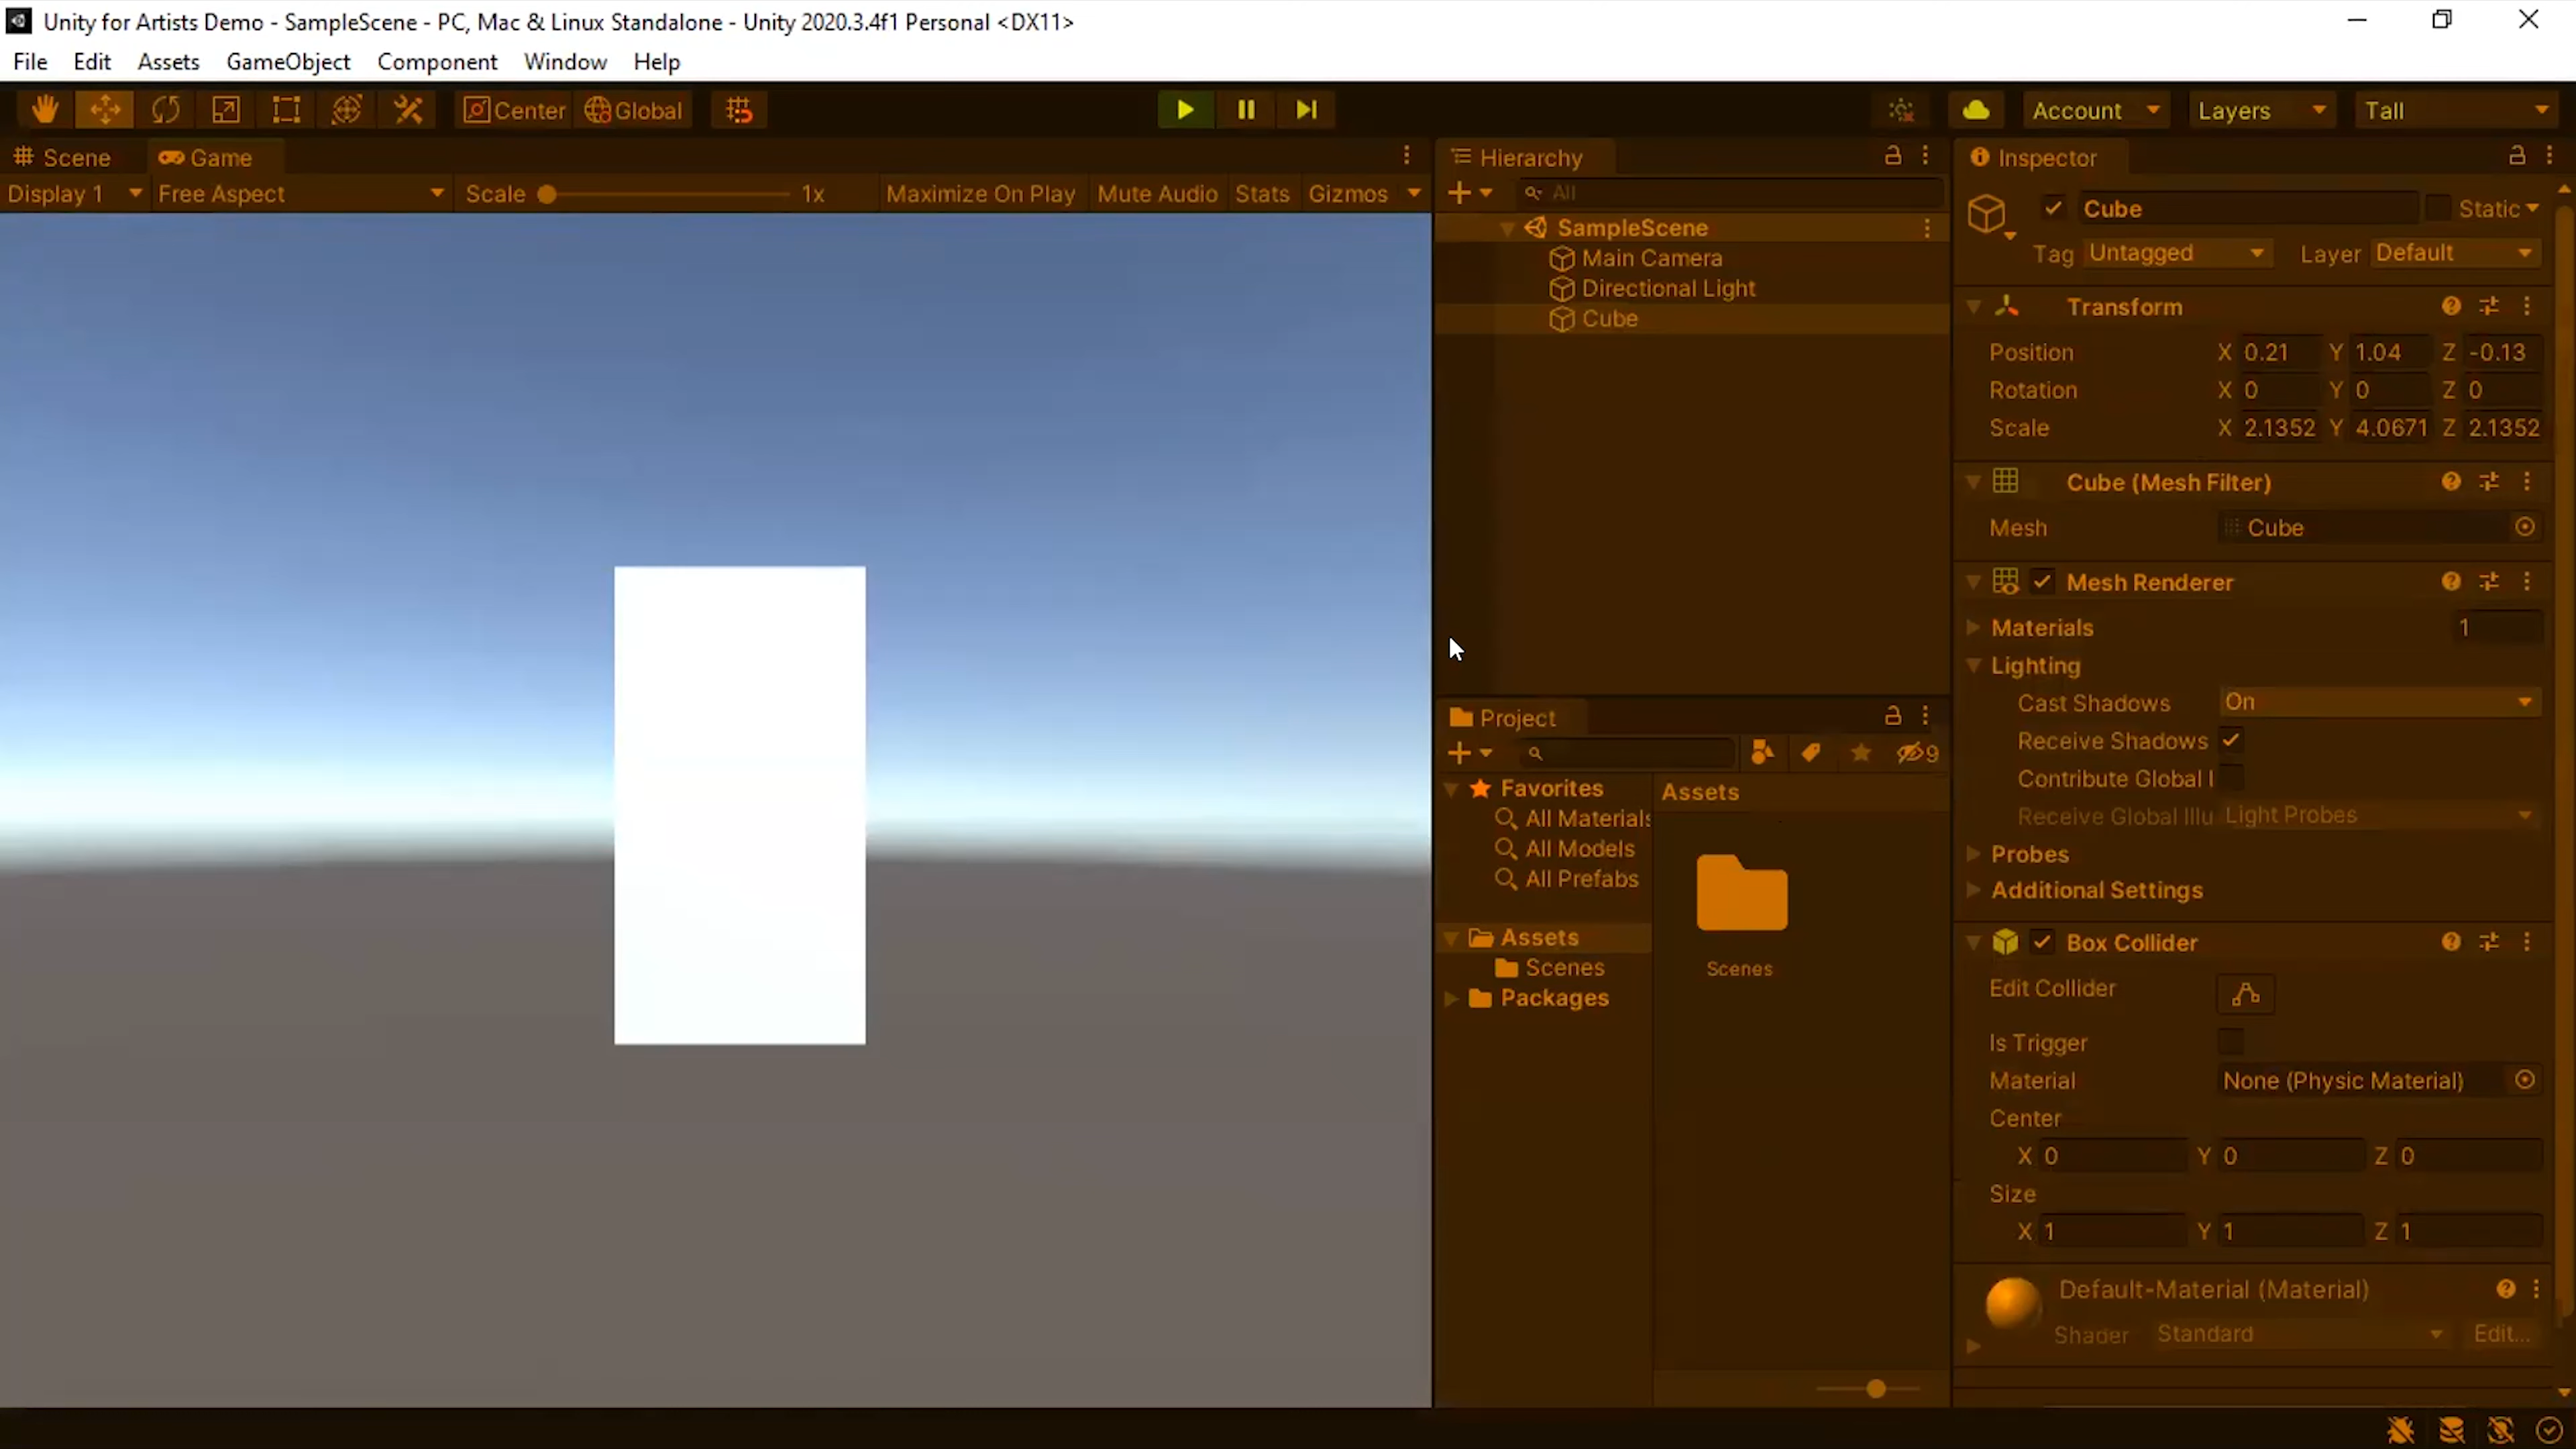 Unity for Artists Demo - SampleScene - PC, Mac & Linux Standalone - Unity 2020.3.4f1 Personal <DX11>
File Edit Assets GameObject Component Window Help
Center Global Account Layers Tall
Scene Game
Display 1 Free Aspect Scale 1x Maximize On Play Mute Audio Stats Gizmos
Hierarchy
All
SampleScene
Main Camera
Directional Light
Cube
Project
9
Favorites
All Materials
All Models
All Prefabs
Assets
Scenes
Packages
Assets
Scenes
Inspector
Cube Static
Tag Untagged Layer Default
Transform
Position X 0.21 Y 1.04 Z -0.13
Rotation X 0 Y 0 Z 0
Scale X 2.1352 Y 4.0671 Z 2.1352
Cube (Mesh Filter)
Mesh Cube
Mesh Renderer
Materials 1
Lighting
Cast Shadows On
Receive Shadows
Contribute Global I
Receive Global Illu Light Probes
Probes
Additional Settings
Box Collider
Edit Collider
Is Trigger
Material None (Physic Material)
Center
X 0 Y 0 Z 0
Size
X 1 Y 1 Z 1
Default-Material (Material)
Shader Standard Edit...